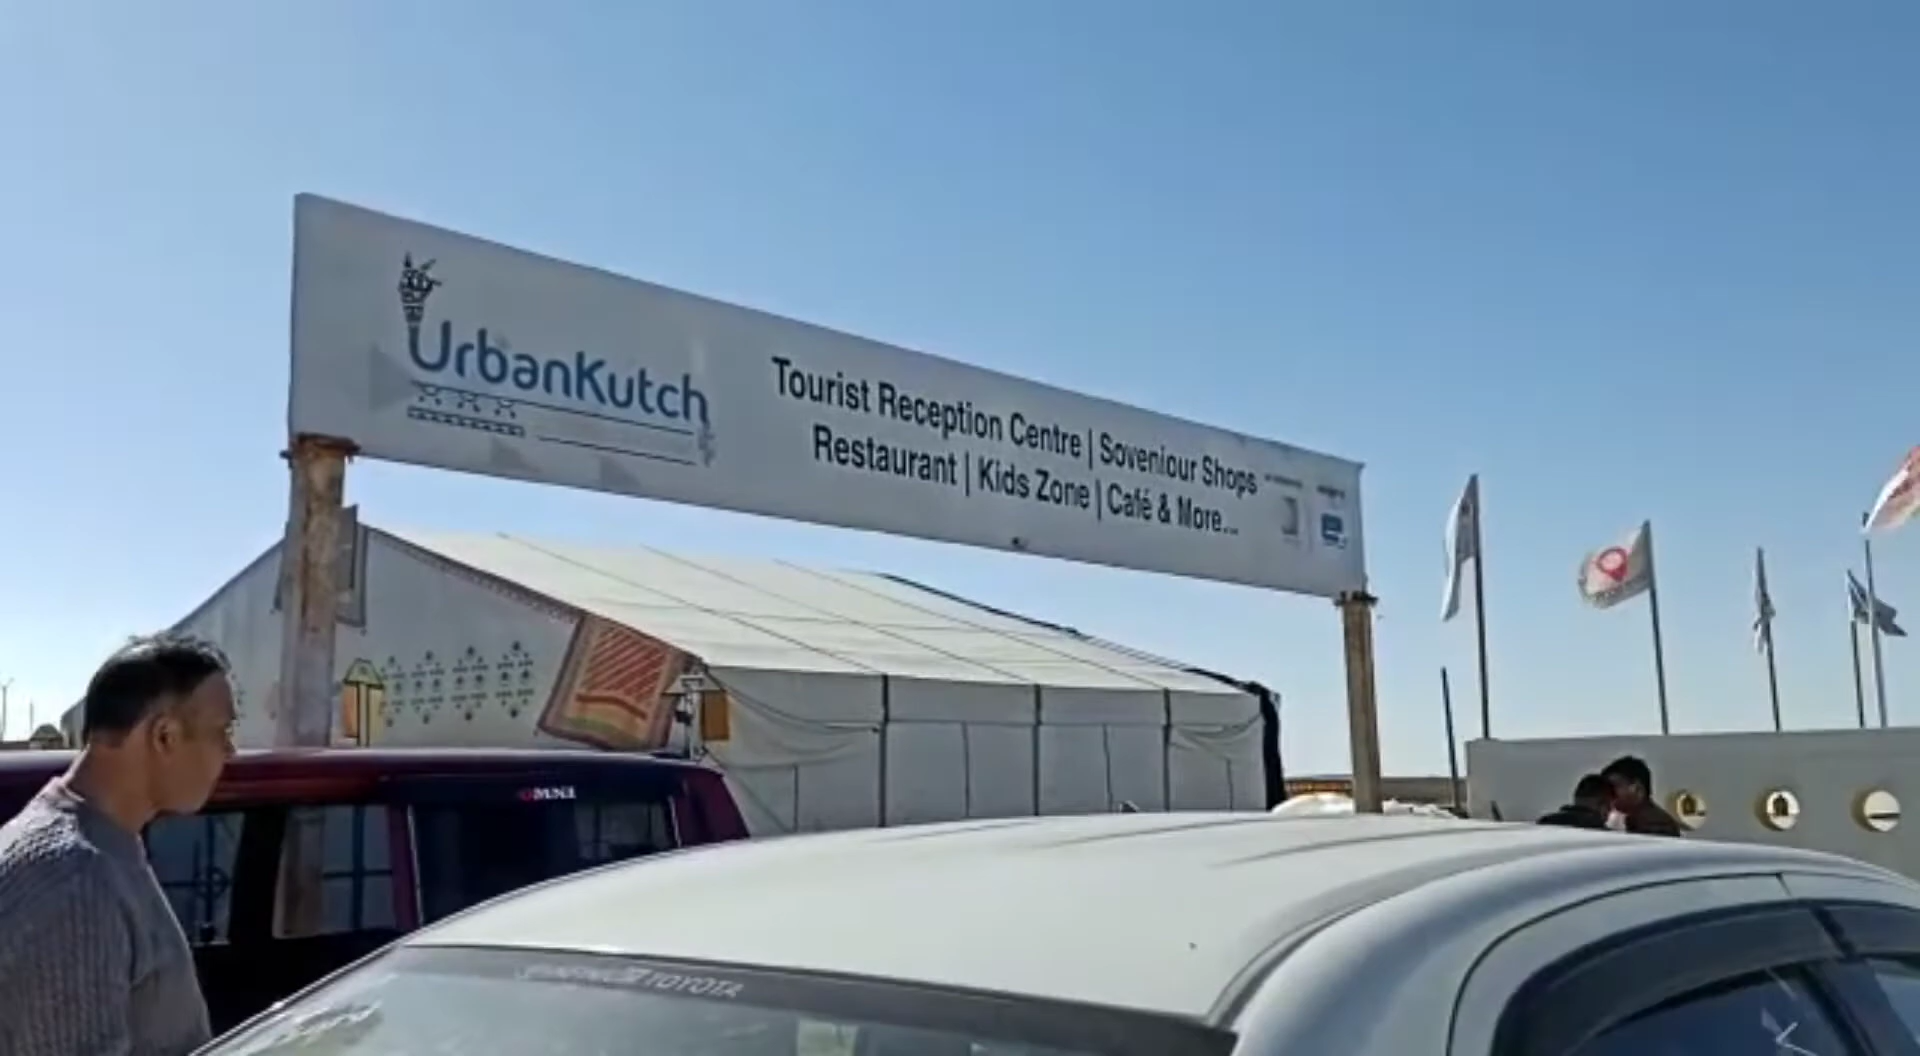 UrbanKutch
Tourist Reception Centre | Soveniour Shops
Restaurant | Kids Zone | Café & More...
OMNI
TOYOTA